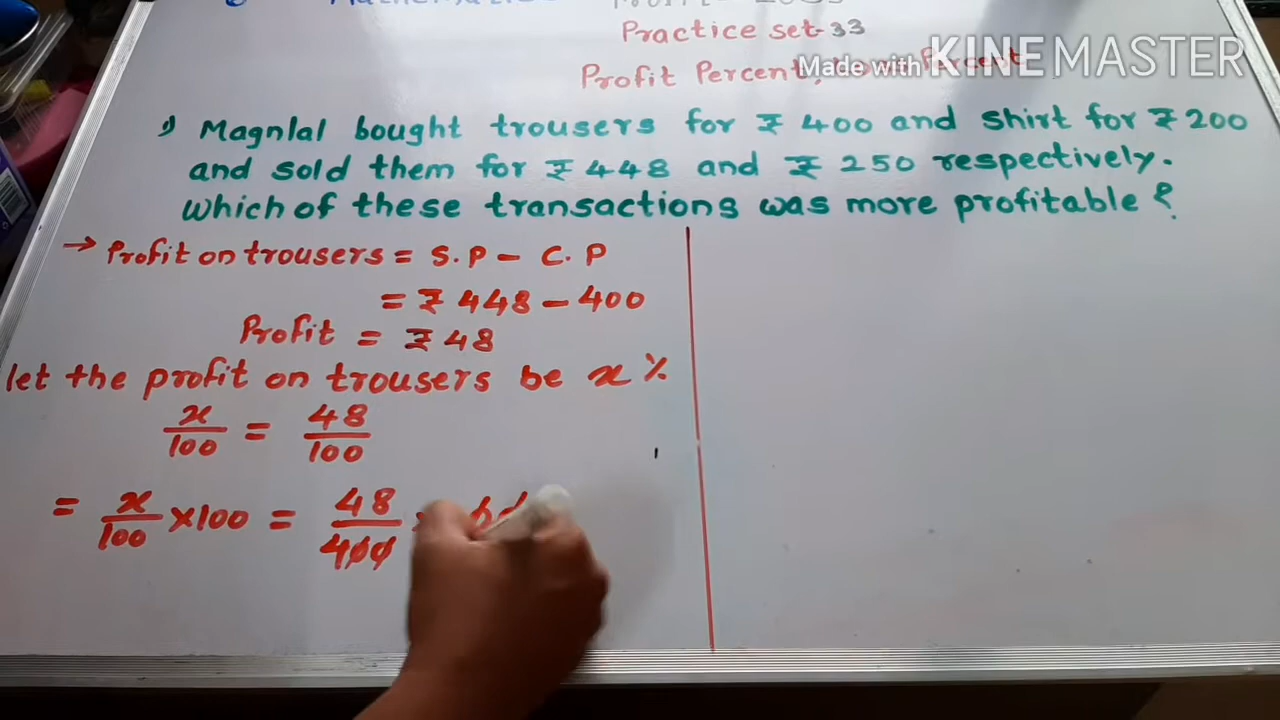 Practice set-33
Profit Percent, Percent
Made with KINEMASTER
1) Magnlal bought trousers for ₹ 400 and shirt for ₹ 200
and sold them for ₹ 448 and ₹ 250 respectively.
Which of these transactions was more profitable ?
→ Profit on trousers = S.P - C.P
= ₹ 448 - 400
Profit = ₹ 48
let the profit on trousers be x %
x/100 = 48/100
= x/100 × 100 = 48/400